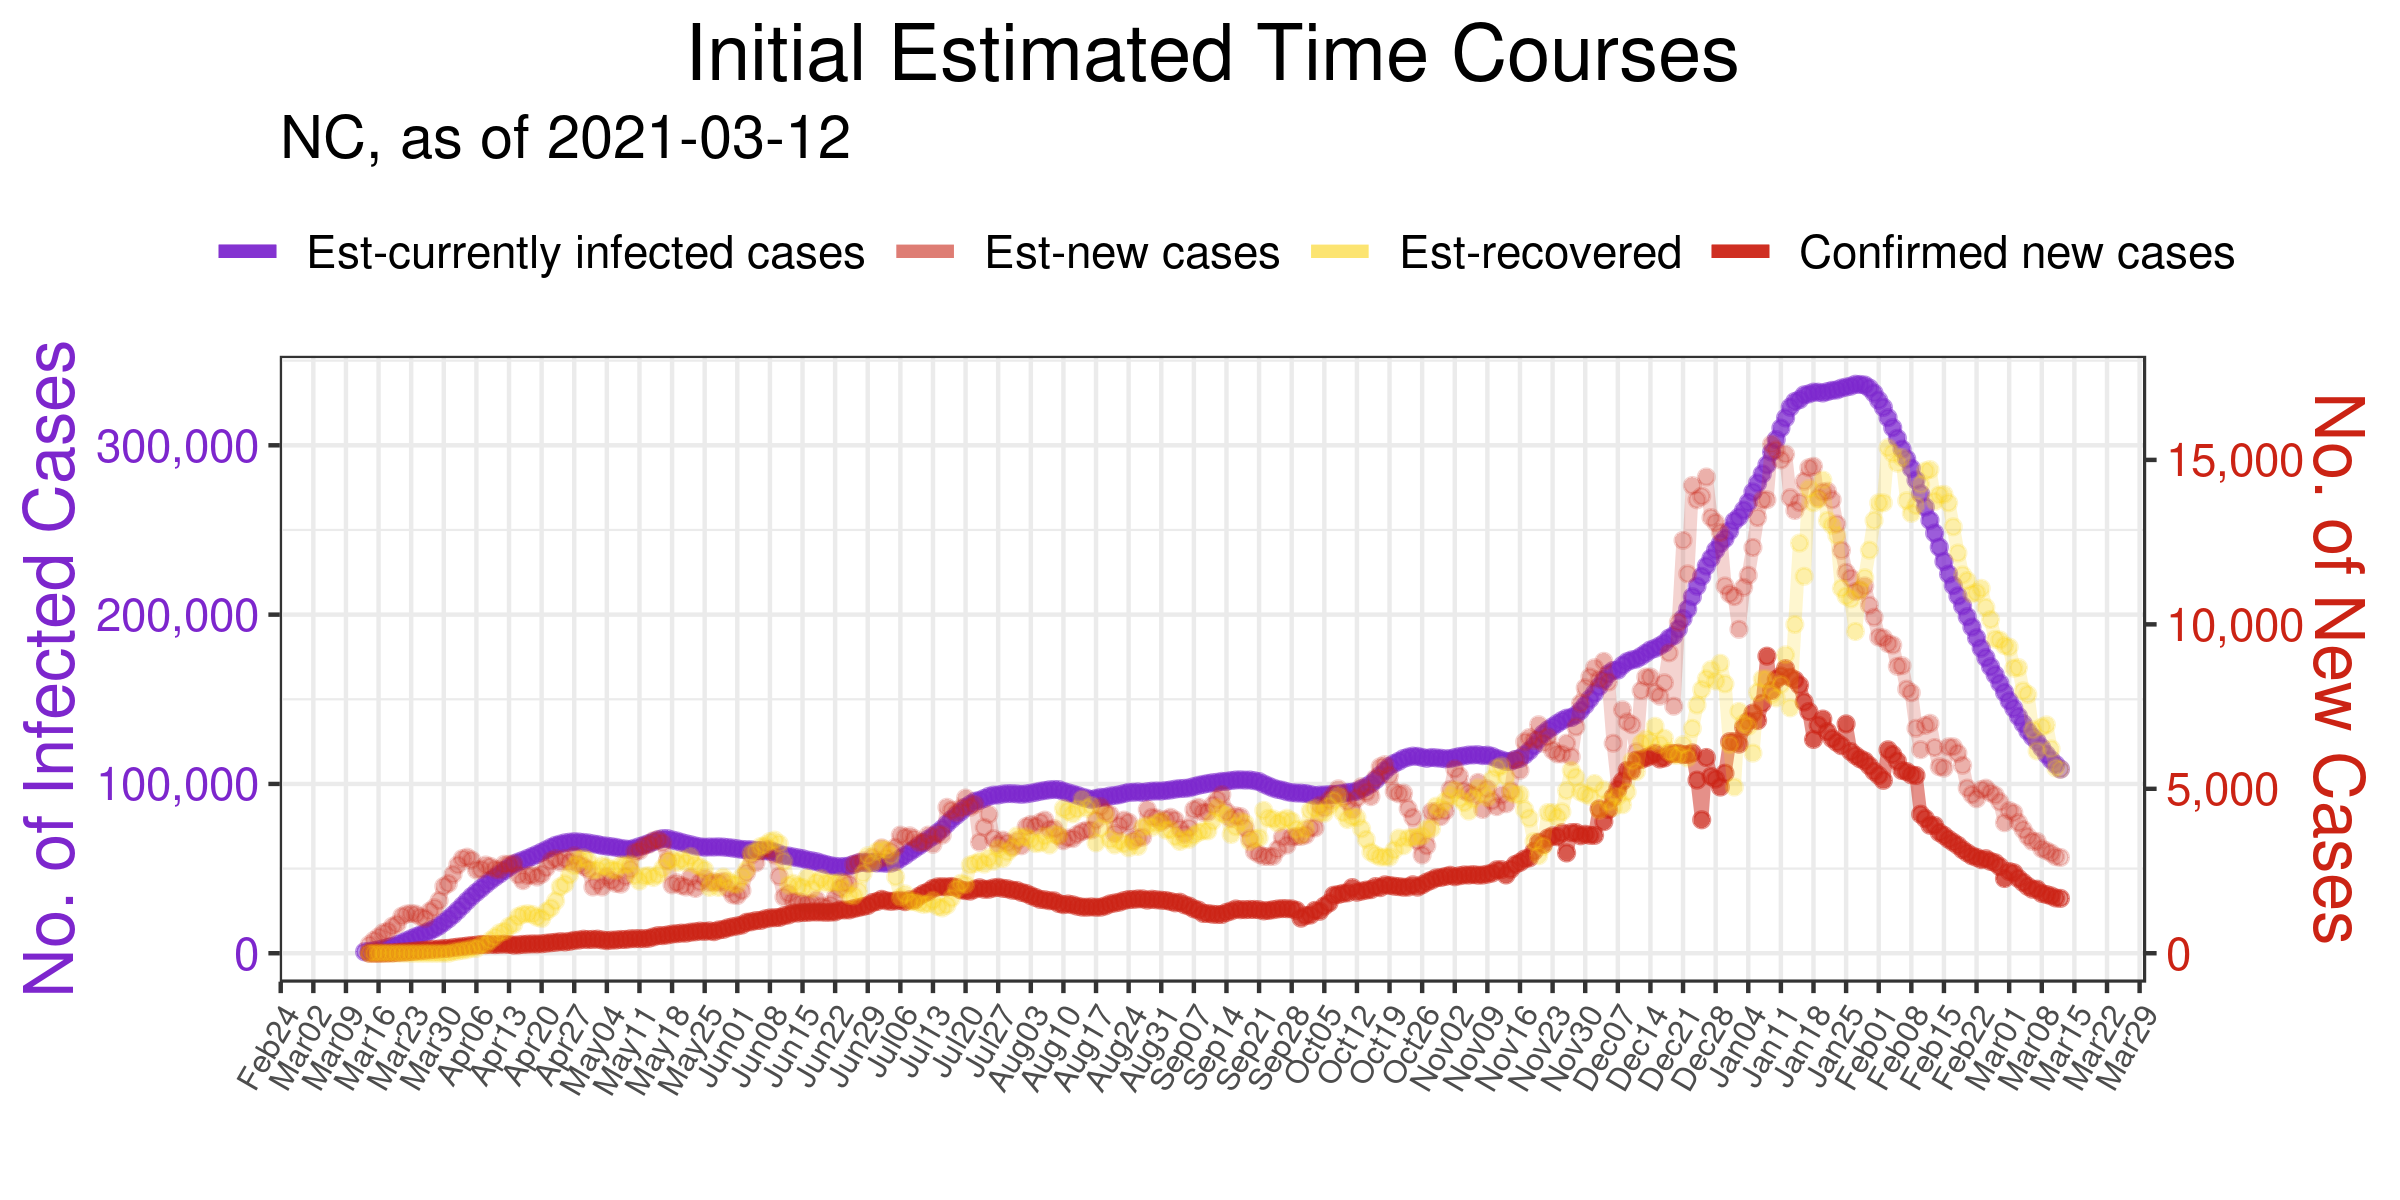 Initial Estimated Time Courses
NC, as of 2021-03-12
Est-currently infected cases Est-new cases Est-recovered Confirmed new cases
No. of Infected Cases
300,000
200,000
100,000
0
15,000
10,000
5,000
0
No. of New Cases
Feb24 Mar02 Mar09 Mar16 Mar23 Mar30 Apr06 Apr13 Apr20 Apr27 May04 May11 May18 May25 Jun01 Jun08 Jun15 Jun22 Jun29 Jul06 Jul13 Jul20 Jul27 Aug03 Aug10 Aug17 Aug24 Aug31 Sep07 Sep14 Sep21 Sep28 Oct05 Oct12 Oct19 Oct26 Nov02 Nov09 Nov16 Nov23 Nov30 Dec07 Dec14 Dec21 Dec28 Jan04 Jan11 Jan18 Jan25 Feb01 Feb08 Feb15 Feb22 Mar01 Mar08 Mar15 Mar22 Mar29